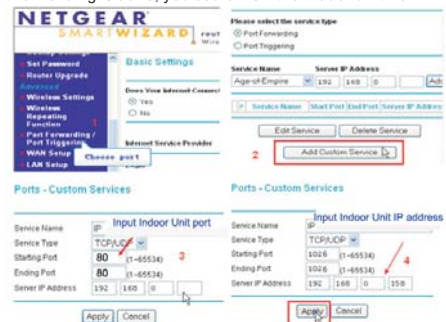 NETGEAR
SMARTWIZARD rout
Set Password
Router Upgrade
Advanced
Wireless Settings
Wireless
Repeating
Function
Port Forwarding /
Port Triggering
WAN Setup
LAN Setup
1
Choose port
Basic Settings
Does Your Internet Connect
Yes
No
Internet Service Provider
Please select the service type
Port Forwarding
Port Triggering
Service Name
Server IP Address
Age-of-Empire
192 168 0
Add
# Service Name Start Port End Port Server IP Address
Edit Service
Delete Service
2
Add Custom Service
Ports - Custom Services
Input Indoor Unit port
Service Name
IP
Service Type
TCP/UDP
Starting Port
80
(1~65534)
3
Ending Port
80
(1~65534)
Server IP Address
192 168 0
Apply
Cancel
Ports - Custom Services
Input Indoor Unit IP address
Service Name
IP
Service Type
TCP/UDP
Starting Port
1026
(1~65534)
4
Ending Port
1026
(1~65534)
Server IP Address
192 168 0 158
Apply
Cancel